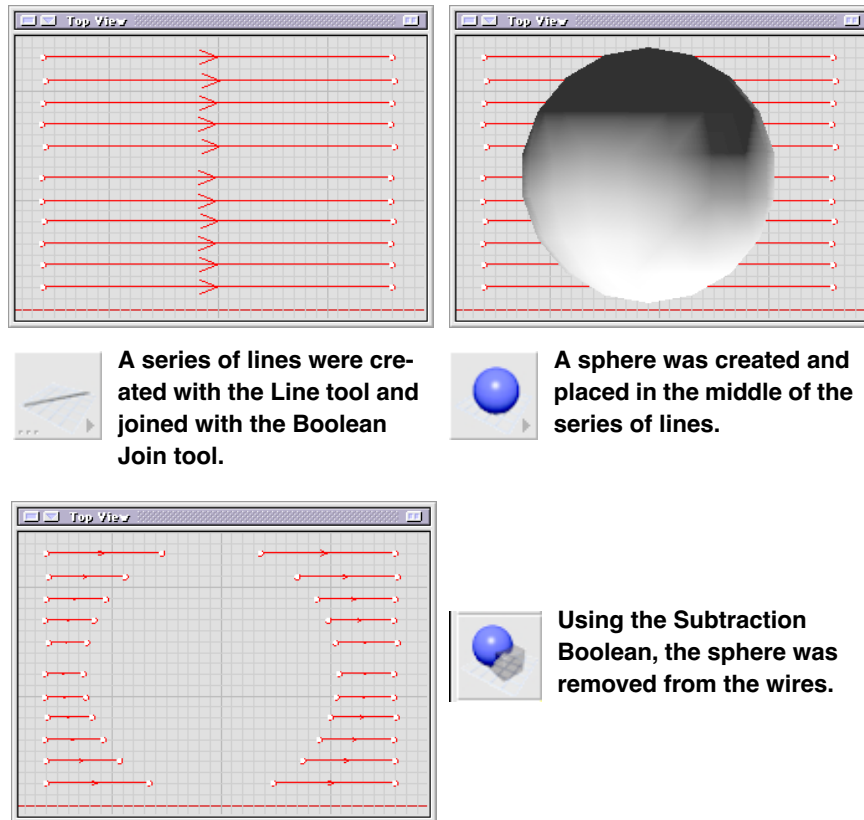 Top View
Top View
A series of lines were cre-
ated with the Line tool and
joined with the Boolean
Join tool.
A sphere was created and
placed in the middle of the
series of lines.
Top View
Using the Subtraction
Boolean, the sphere was
removed from the wires.